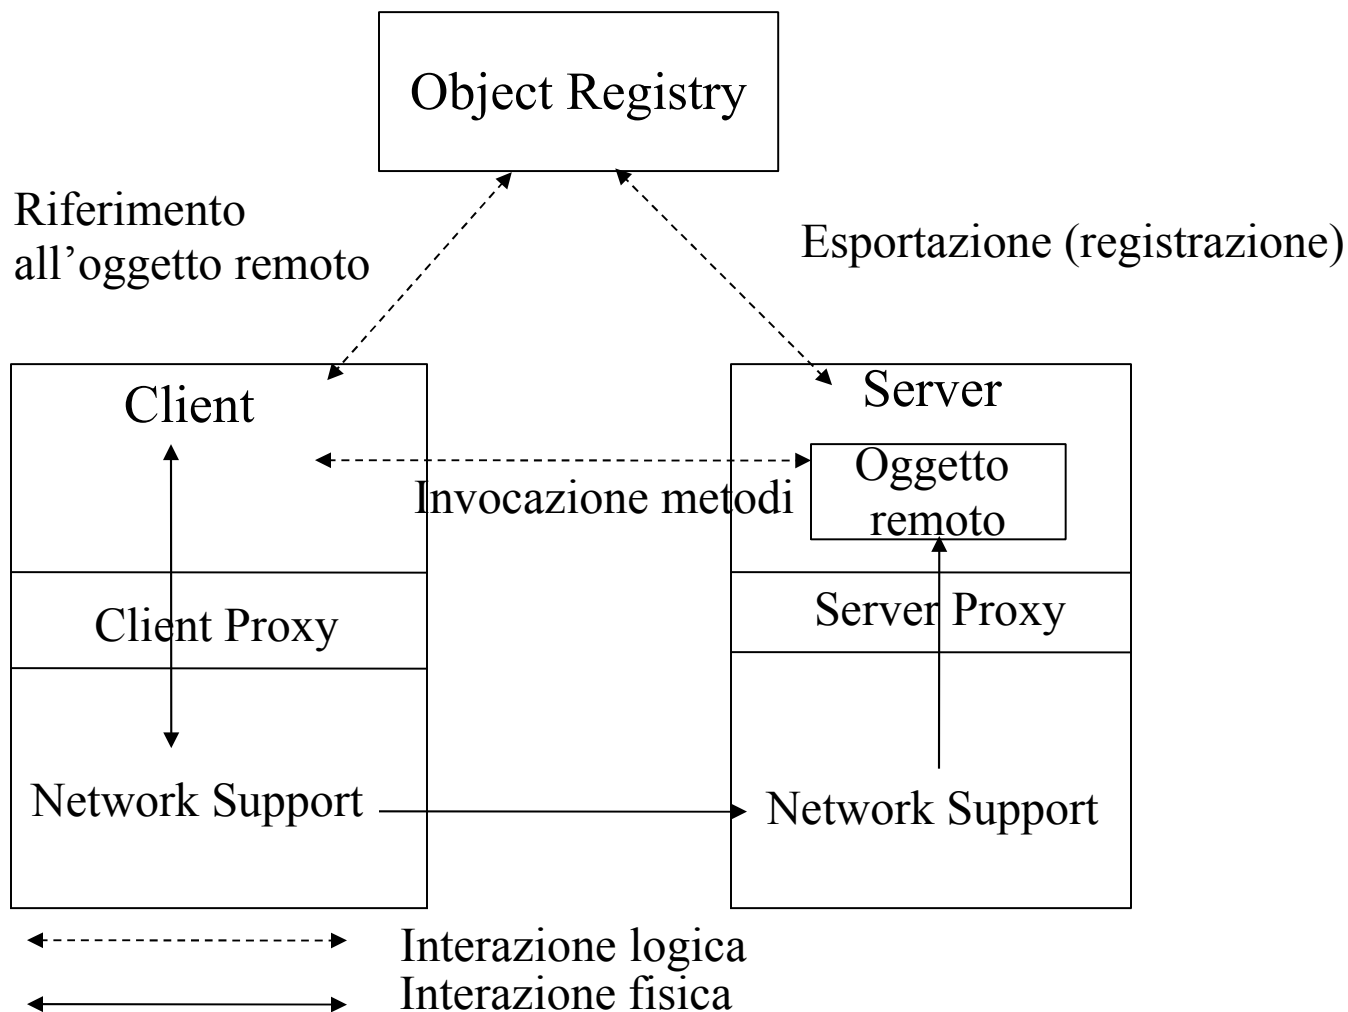 Object Registry
Riferimento
all’oggetto remoto
Esportazione (registrazione)
Client
Server
Oggetto
remoto
Invocazione metodi
Client Proxy
Server Proxy
Network Support
Network Support
Interazione logica
Interazione fisica